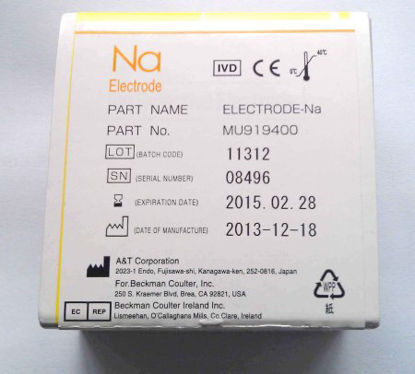 Na
Electrode
IVD CE 0℃ 40℃
PART NAME ELECTRODE-Na
PART No. MU919400
LOT (BATCH CODE) 11312
SN (SERIAL NUMBER) 08496
(EXPIRATION DATE) 2015.02.28
(DATE OF MANUFACTURE) 2013-12-18
A&T Corporation
2023-1 Endo, Fujisawa-shi, Kanagawa-ken, 252-0816, Japan
For.Beckman Coulter, Inc.
250 S. Kraemer Blvd, Brea, CA 92821, USA
EC REP Beckman Coulter Ireland Inc.
Lismeehan, O'Callaghans Mills, Co.Clare, Ireland
WPP
紙